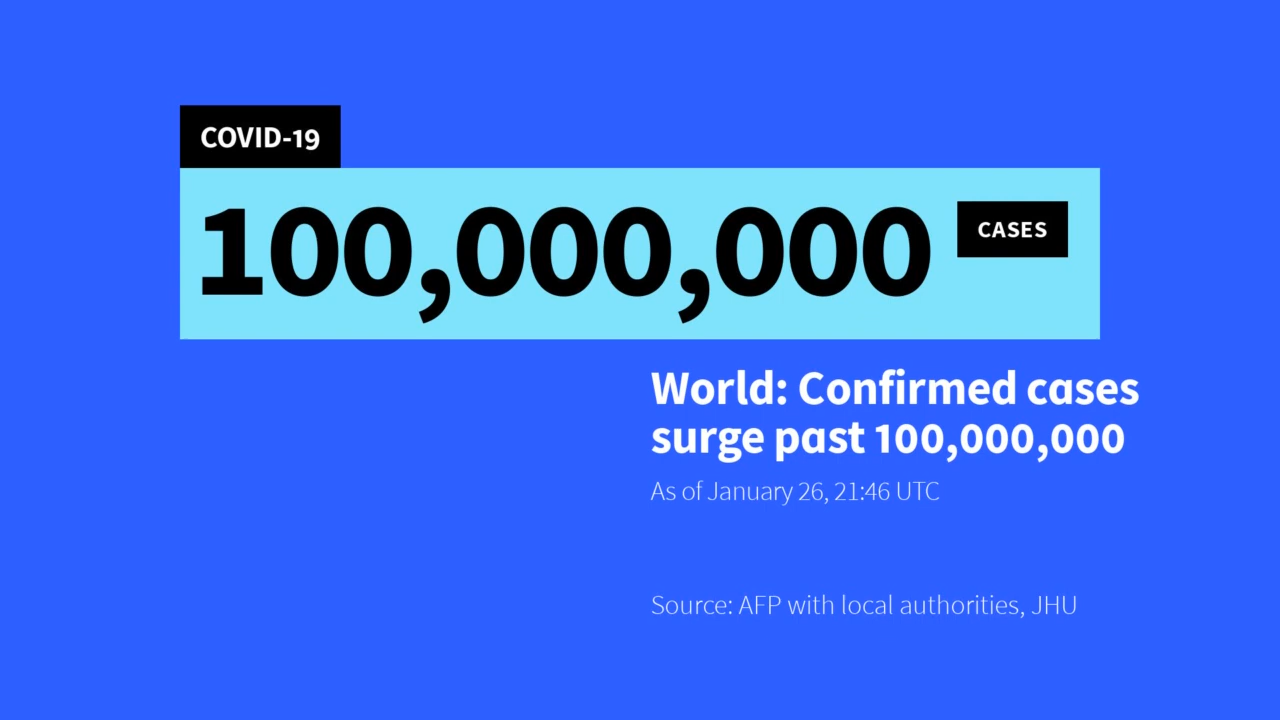 COVID-19
100,000,000 CASES
World: Confirmed cases
surge past 100,000,000
As of January 26, 21:46 UTC
Source: AFP with local authorities, JHU